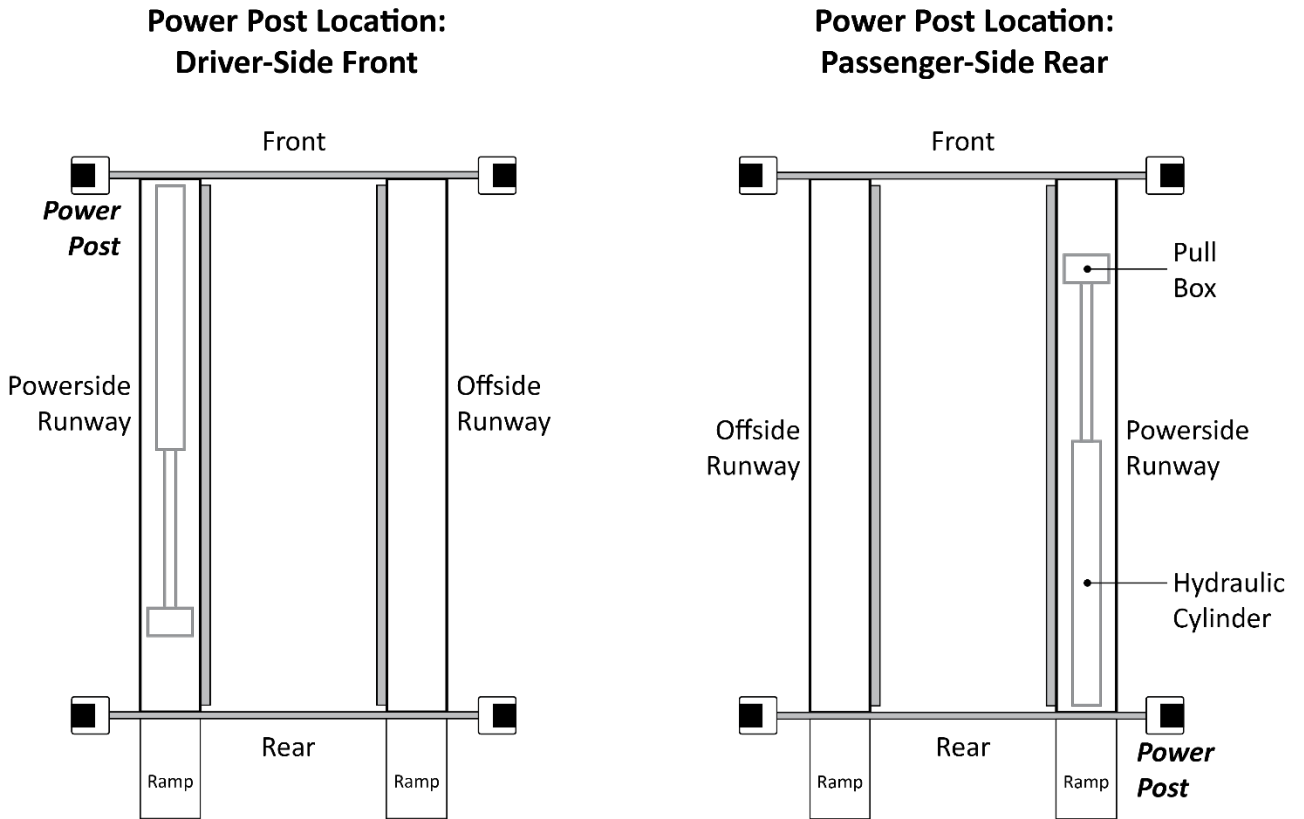 Power Post Location:
Driver-Side Front
Front
Power
Post
Powerside
Runway
Offside
Runway
Rear
Ramp
Ramp
Power Post Location:
Passenger-Side Rear
Front
Pull
Box
Offside
Runway
Powerside
Runway
Hydraulic
Cylinder
Rear
Power
Post
Ramp
Ramp